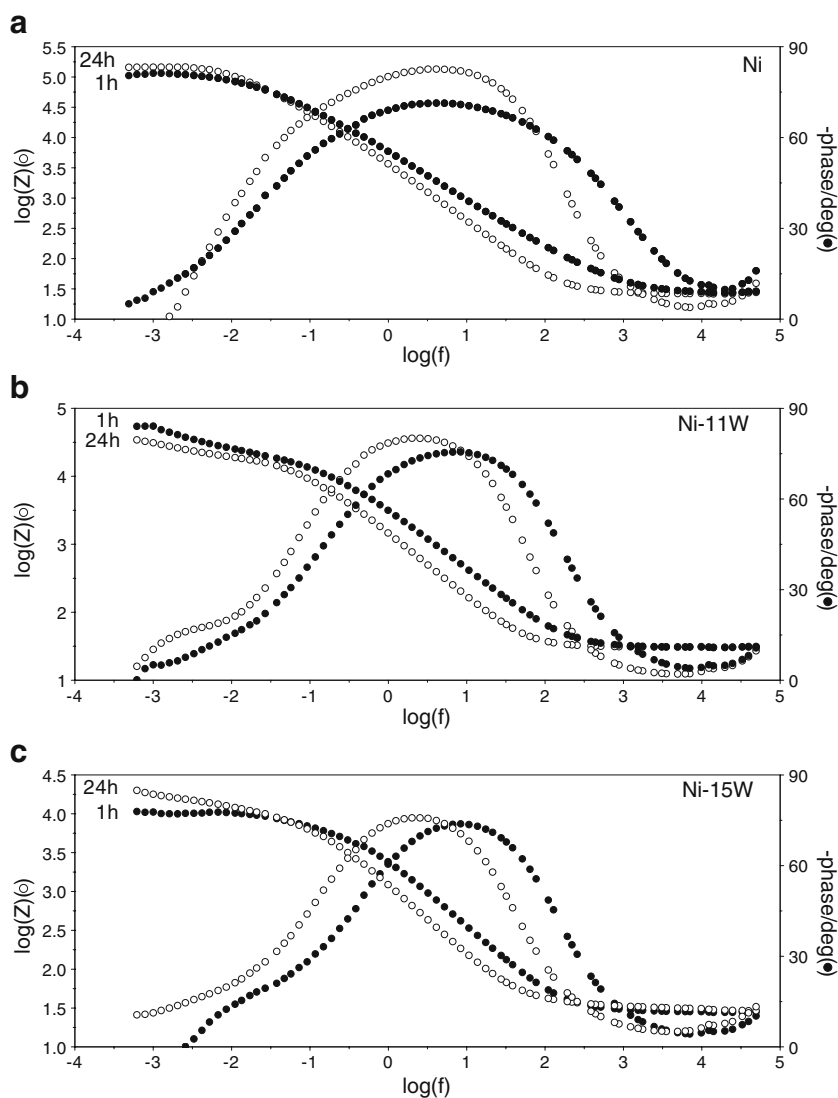 a
5.5
5.0
4.5
4.0
3.5
3.0
2.5
2.0
1.5
1.0
log(Z)(○)
24h
1h
Ni
90
60
30
0
-phase/deg(●)
-4 -3 -2 -1 0 1 2 3 4 5
log(f)
b
5
4
3
2
1
log(Z)(○)
1h
24h
Ni-11W
90
60
30
0
-phase/deg(●)
-4 -3 -2 -1 0 1 2 3 4 5
log(f)
c
4.5
4.0
3.5
3.0
2.5
2.0
1.5
1.0
log(Z)(○)
24h
1h
Ni-15W
90
60
30
0
-phase/deg(●)
-4 -3 -2 -1 0 1 2 3 4 5
log(f)